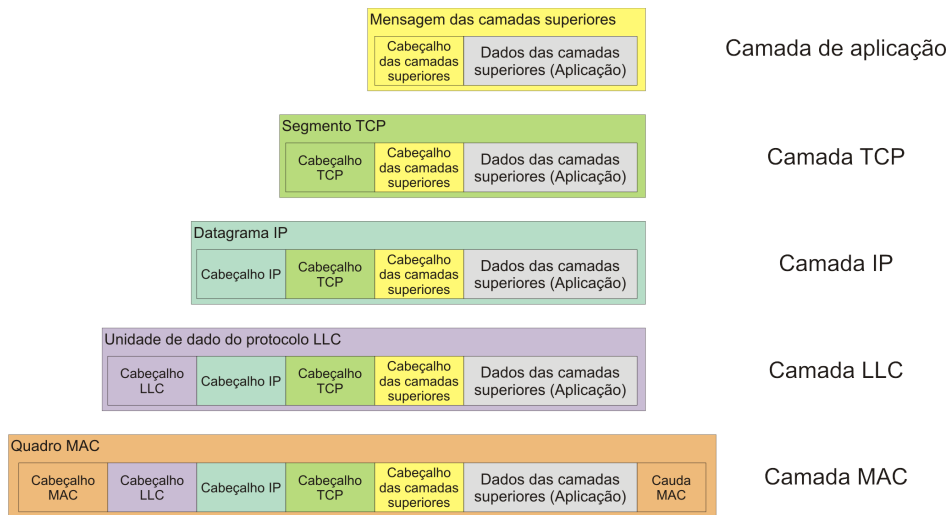 Mensagem das camadas superiores
Cabeçalho
das camadas
superiores
Dados das camadas
superiores (Aplicação)
Camada de aplicação
Segmento TCP
Cabeçalho
TCP
Cabeçalho
das camadas
superiores
Dados das camadas
superiores (Aplicação)
Camada TCP
Datagrama IP
Cabeçalho IP
Cabeçalho
TCP
Cabeçalho
das camadas
superiores
Dados das camadas
superiores (Aplicação)
Camada IP
Unidade de dado do protocolo LLC
Cabeçalho
LLC
Cabeçalho IP
Cabeçalho
TCP
Cabeçalho
das camadas
superiores
Dados das camadas
superiores (Aplicação)
Camada LLC
Quadro MAC
Cabeçalho
MAC
Cabeçalho
LLC
Cabeçalho IP
Cabeçalho
TCP
Cabeçalho
das camadas
superiores
Dados das camadas
superiores (Aplicação)
Cauda
MAC
Camada MAC